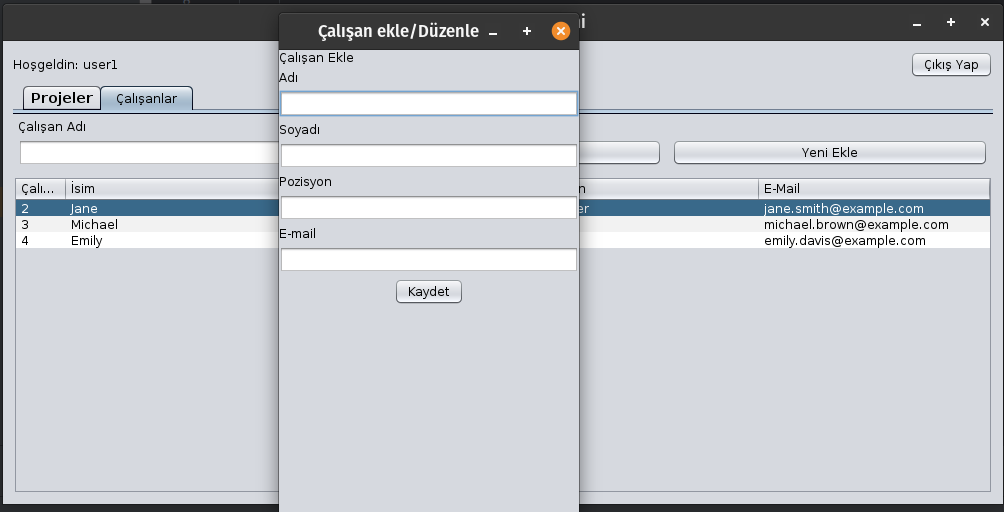 Çalışan ekle/Düzenle
Hoşgeldin: user1
Çıkış Yap
Projeler
Çalışanlar
Çalışan Adı
Yeni Ekle
Çalı... İsim E-Mail
2 Jane jane.smith@example.com
3 Michael michael.brown@example.com
4 Emily emily.davis@example.com
Çalışan Ekle
Adı
Soyadı
Pozisyon
E-mail
Kaydet